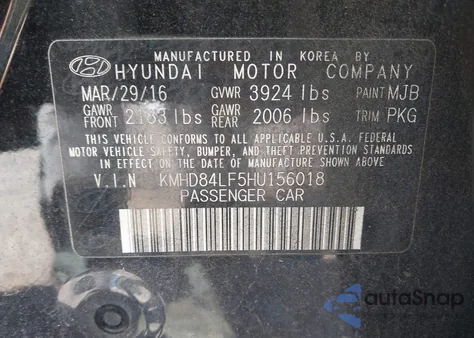 MANUFACTURED IN KOREA BY
HYUNDAI MOTOR COMPANY
MAR/29/16 GVWR 3924 lbs PAINT MJB
GAWR FRONT 2183 lbs GAWR REAR 2006 lbs TRIM PKG
THIS VEHICLE CONFORMS TO ALL APPLICABLE U.S.A. FEDERAL
MOTOR VEHICLE SAFETY, BUMPER, AND THEFT PREVENTION STANDARDS
IN EFFECT ON THE DATE OF MANUFACTURE SHOWN ABOVE.
V.I.N KMHD84LF5HU156018
PASSENGER CAR
autoSnap